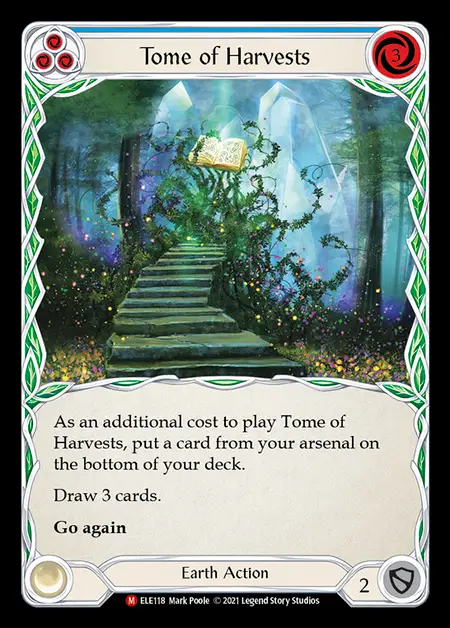 Tome of Harvests
3
As an additional cost to play Tome of
Harvests, put a card from your arsenal on
the bottom of your deck.
Draw 3 cards.
Go again
Earth Action
2
M ELE118 Mark Poole © 2021 Legend Story Studios